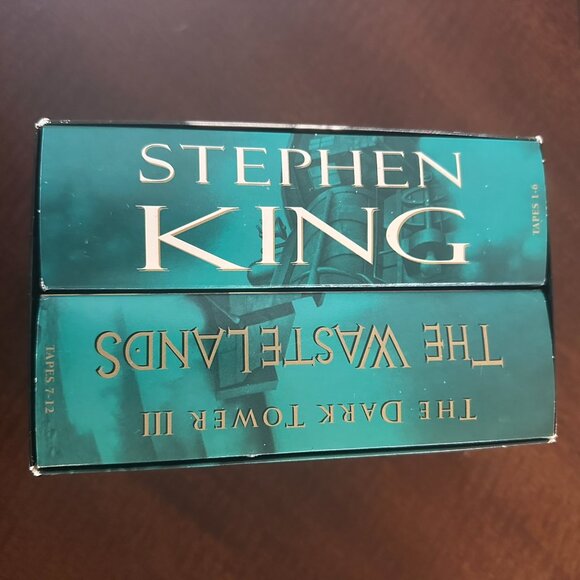 STEPHEN
KING
TAPES 1-6
THE DARK TOWER III
THE WASTELANDS
TAPES 7-12